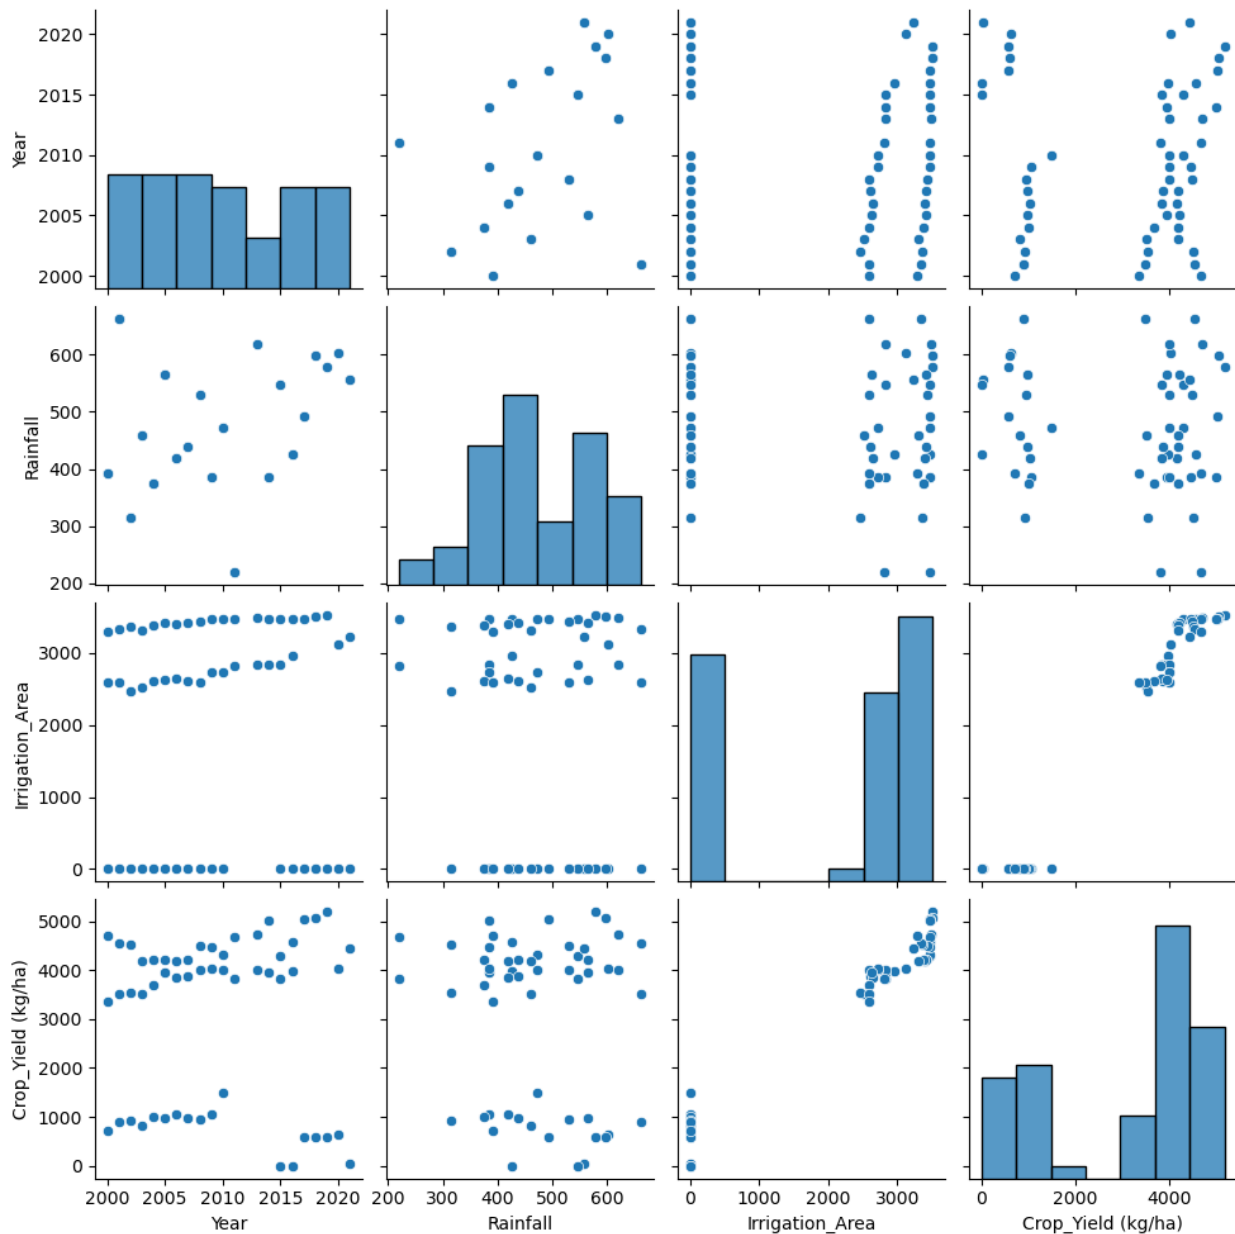 2020
2015
2010
2005
2000
Year
600
500
400
300
200
Rainfall
3000
2000
1000
0
Irrigation_Area
5000
4000
3000
2000
1000
0
Crop_Yield (kg/ha)
2000 2005 2010 2015 2020
200 300 400 500 600
0 1000 2000 3000
0 2000 4000
Year
Rainfall
Irrigation_Area
Crop_Yield (kg/ha)